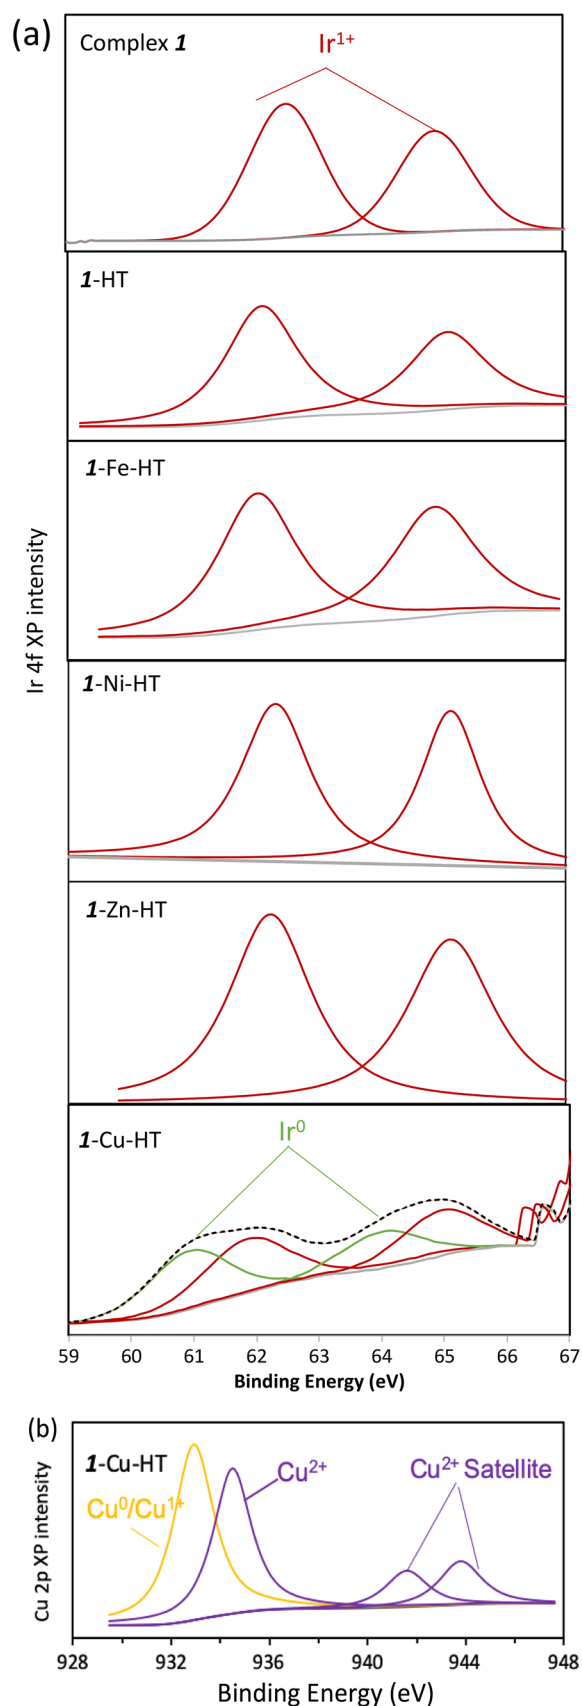 (a)
Complex 1
Ir1+
1-HT
1-Fe-HT
1-Ni-HT
1-Zn-HT
1-Cu-HT
Ir0
Ir 4f XP intensity
59 60 61 62 63 64 65 66 67
Binding Energy (eV)
(b)
1-Cu-HT
Cu0/Cu1+
Cu2+
Cu2+ Satellite
Cu 2p XP intensity
928 932 936 940 944 948
Binding Energy (eV)